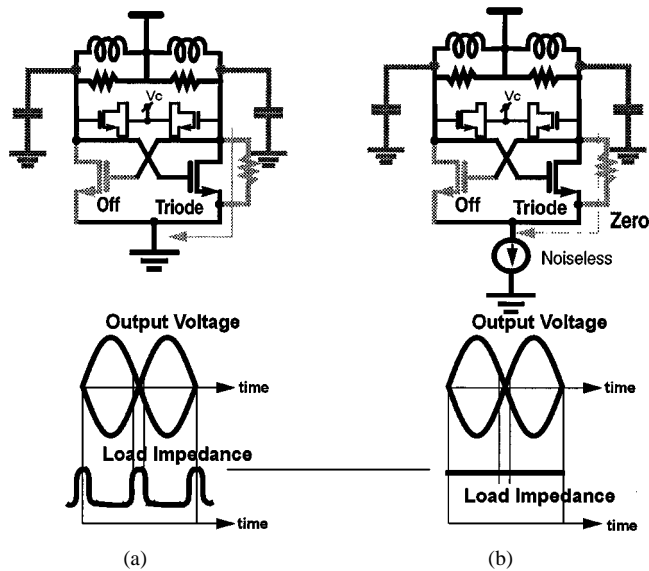 Vc
Off
Triode
Output Voltage
time
Load Impedance
time
(a)
Vc
Off
Triode
Zero
Noiseless
Output Voltage
time
Load Impedance
time
(b)